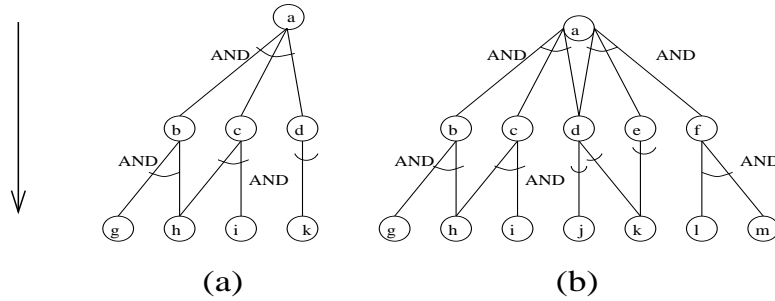 a a
AND AND AND
b c d b c d e f
AND AND AND AND AND
g h i k g h i j k l m
(a) (b)